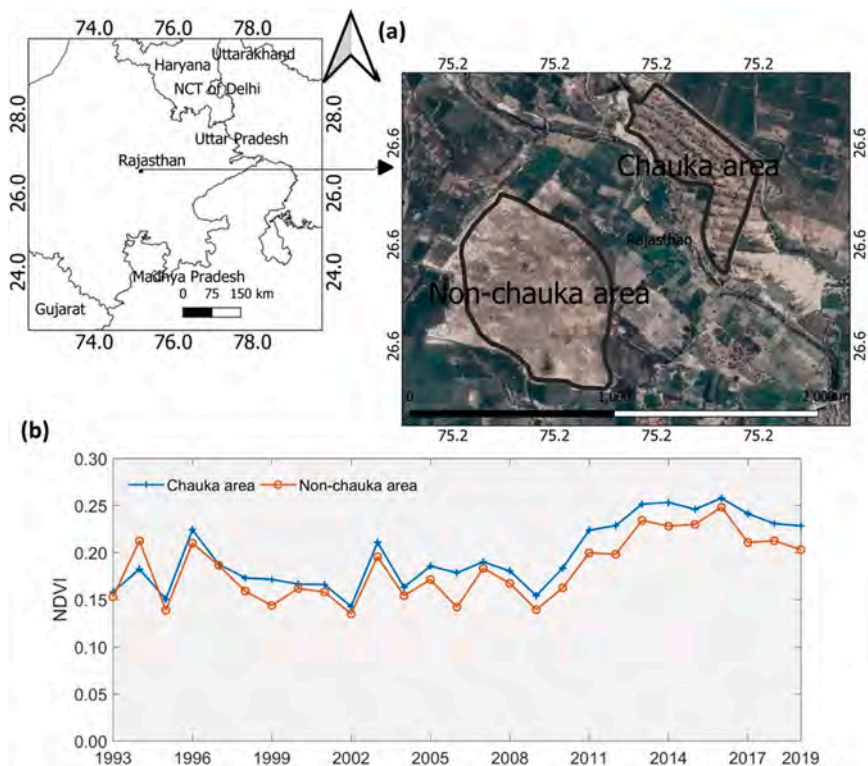 (a)
74.0 76.0 78.0
Uttarakhand
Haryana
NCT of Delhi
Uttar Pradesh
Rajasthan
Madhya Pradesh
0 75 150 km
Gujarat
28.0
26.0
24.0
28.0
26.0
24.0
74.0 76.0 78.0
75.2 75.2 75.2 75.2
26.6
26.6
26.6
26.6
26.6
26.6
Chauka area
Rajasthan
Non-chauka area
0 1,000
75.2 75.2 75.2 75.2
(b)
NDVI
0.30
0.25
0.20
0.15
0.10
0.05
0.00
Chauka area Non-chauka area
1993 1996 1999 2002 2005 2008 2011 2014 2017 2019